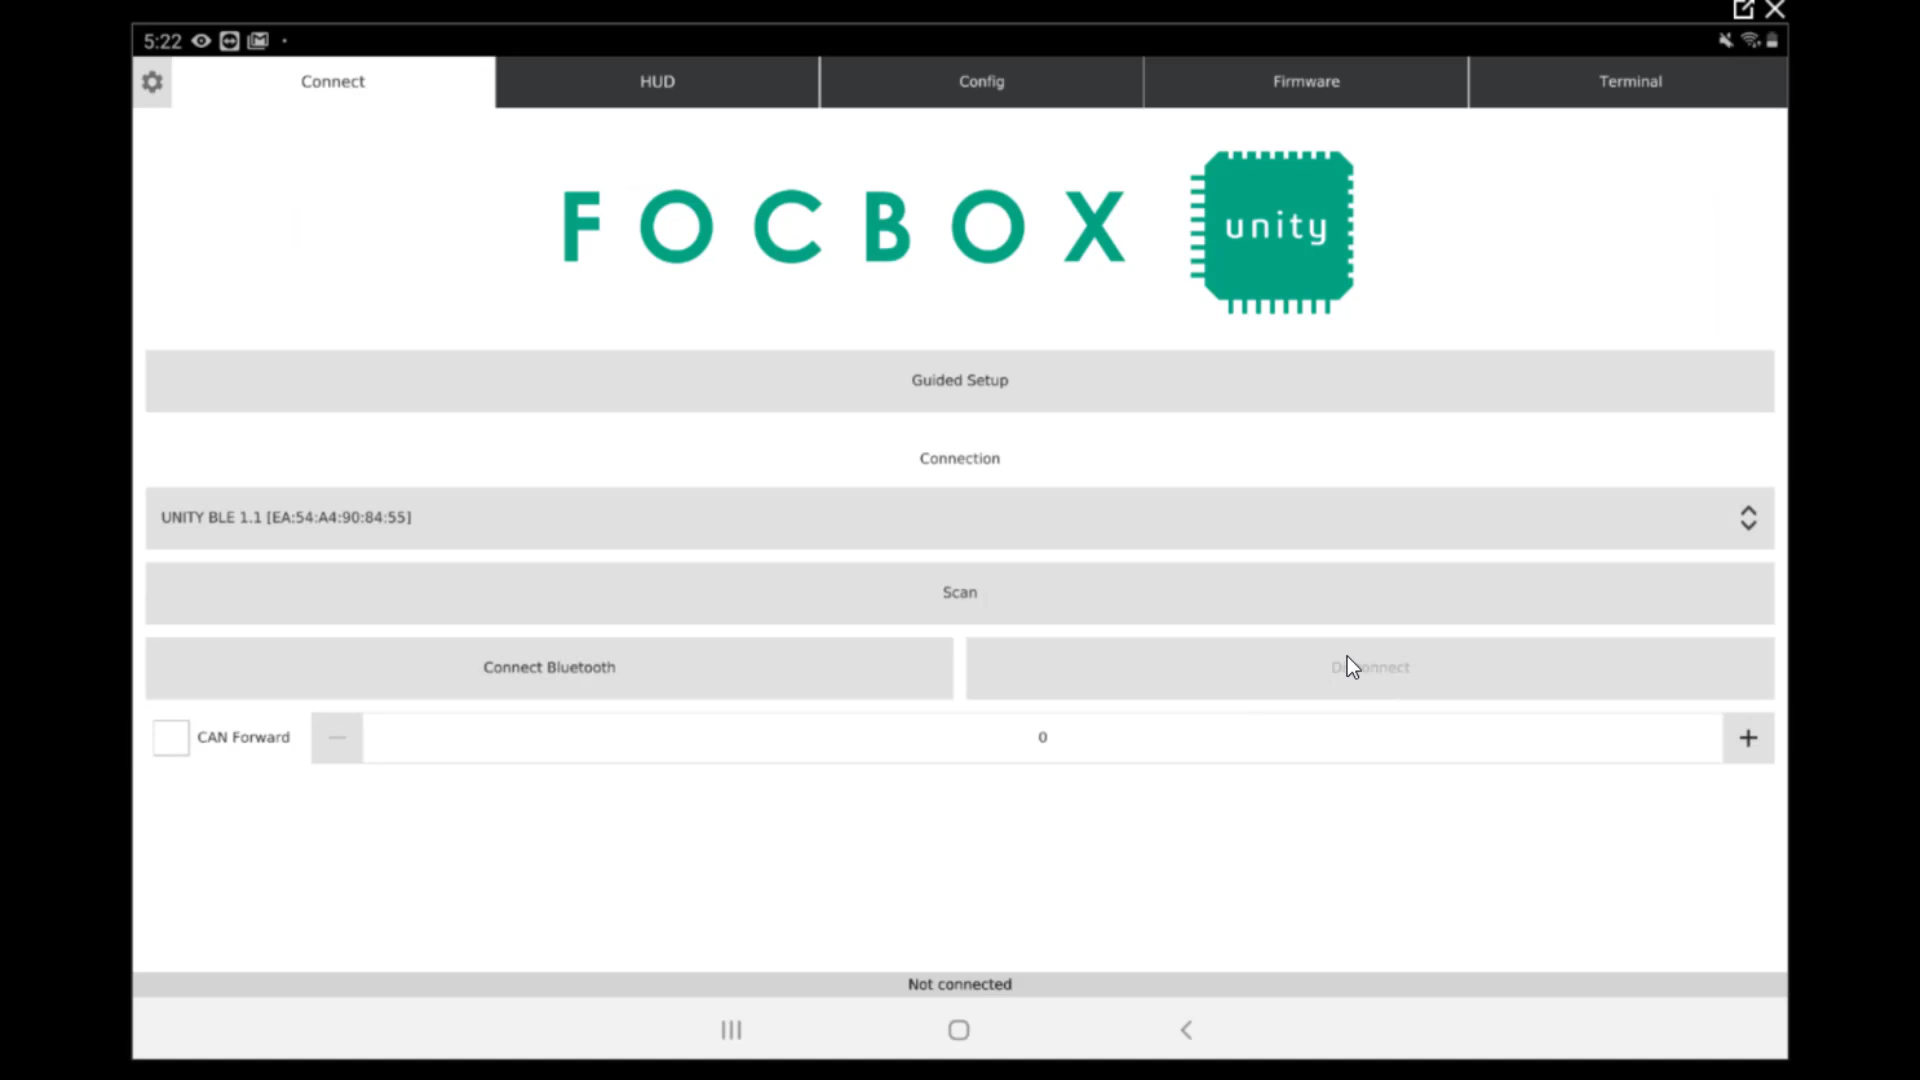 5:22
Connect HUD Config Firmware Terminal
FOCBOX unity
Guided Setup
Connection
UNITY BLE 1.1 [EA:54:A4:90:84:55]
Scan
Connect Bluetooth Disconnect
CAN Forward 0
Not connected